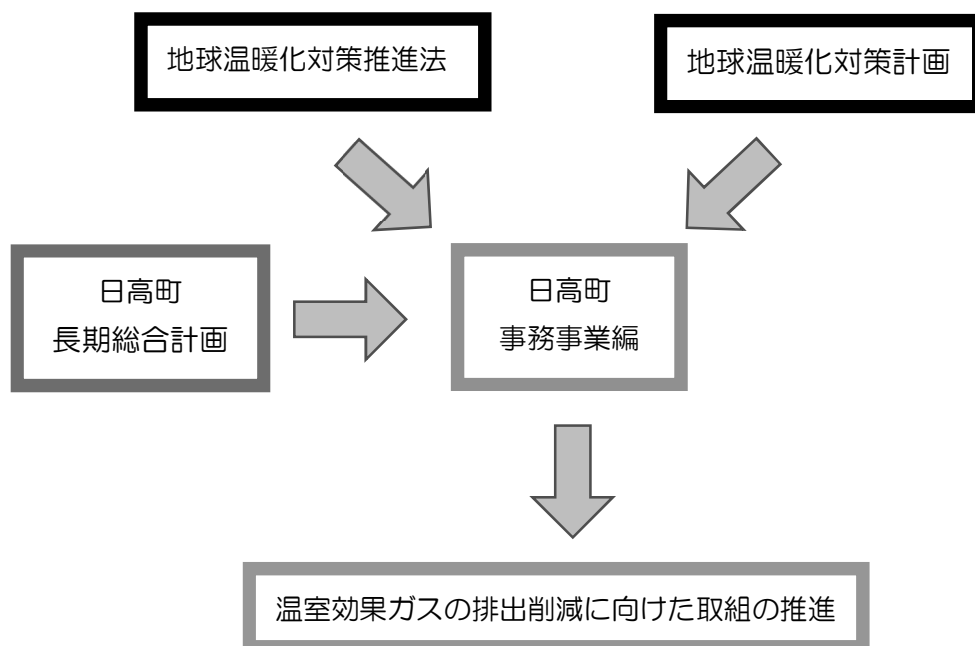 地球温暖化対策推進法
地球温暖化対策計画
日高町
長期総合計画
日高町
事務事業編
温室効果ガスの排出削減に向けた取組の推進